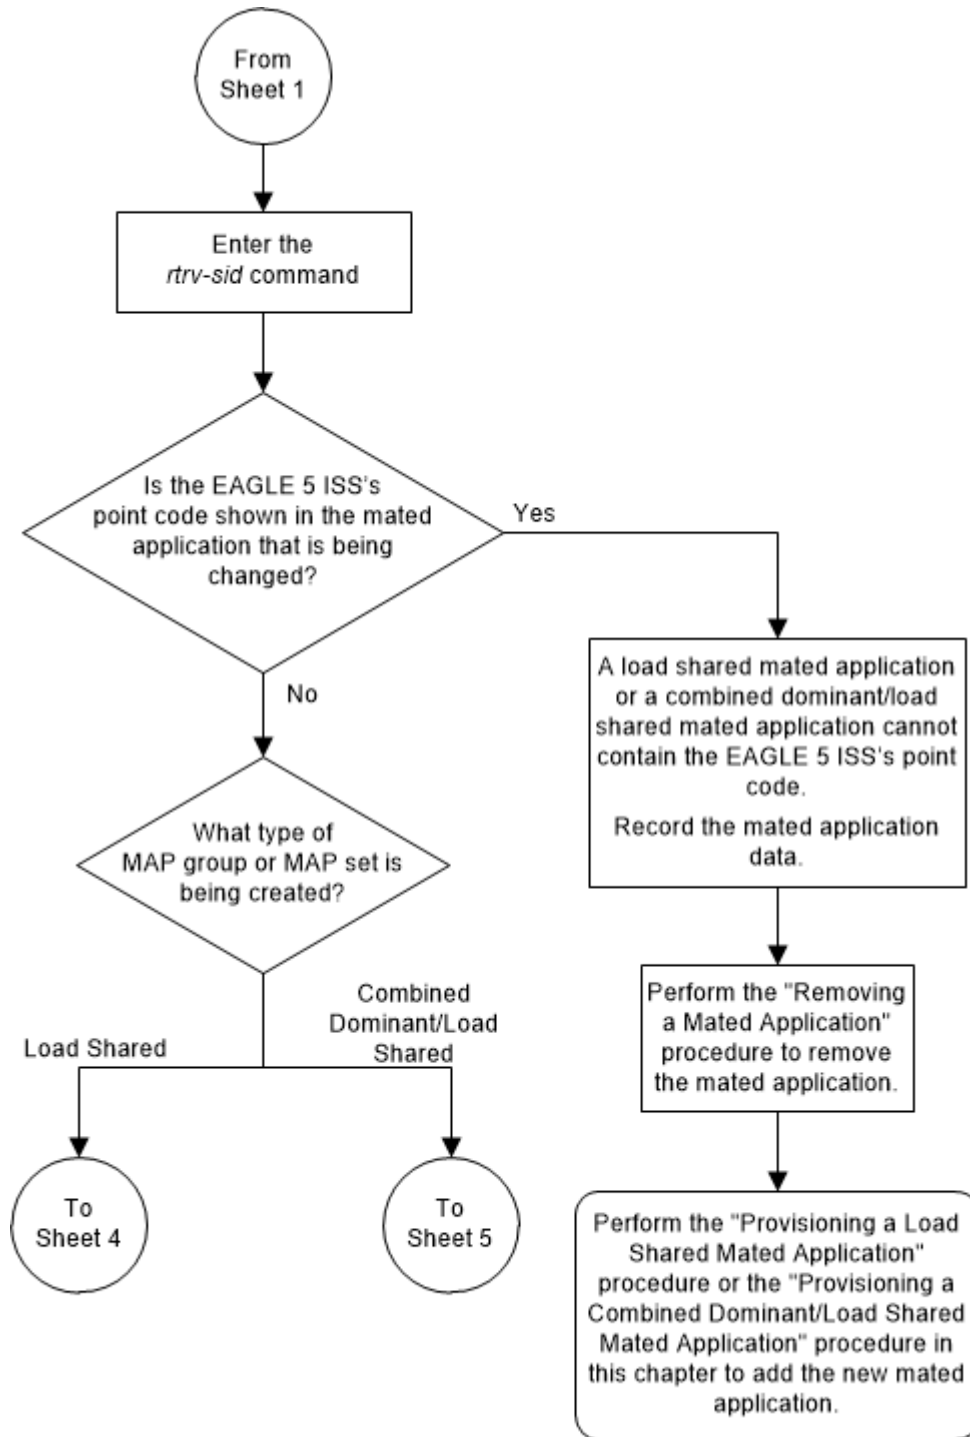 From
Sheet 1
Enter the
rtrv-sid command
Is the EAGLE 5 ISS's
point code shown in the mated
application that is being
changed?
Yes
No
A load shared mated application
or a combined dominant/load
shared mated application cannot
contain the EAGLE 5 ISS's point
code.
Record the mated application
data.
What type of
MAP group or MAP set is
being created?
Perform the "Removing
a Mated Application"
procedure to remove
the mated application.
Load Shared
Combined
Dominant/Load
Shared
To
Sheet 4
To
Sheet 5
Perform the "Provisioning a Load
Shared Mated Application"
procedure or the "Provisioning a
Combined Dominant/Load Shared
Mated Application" procedure in
this chapter to add the new mated
application.